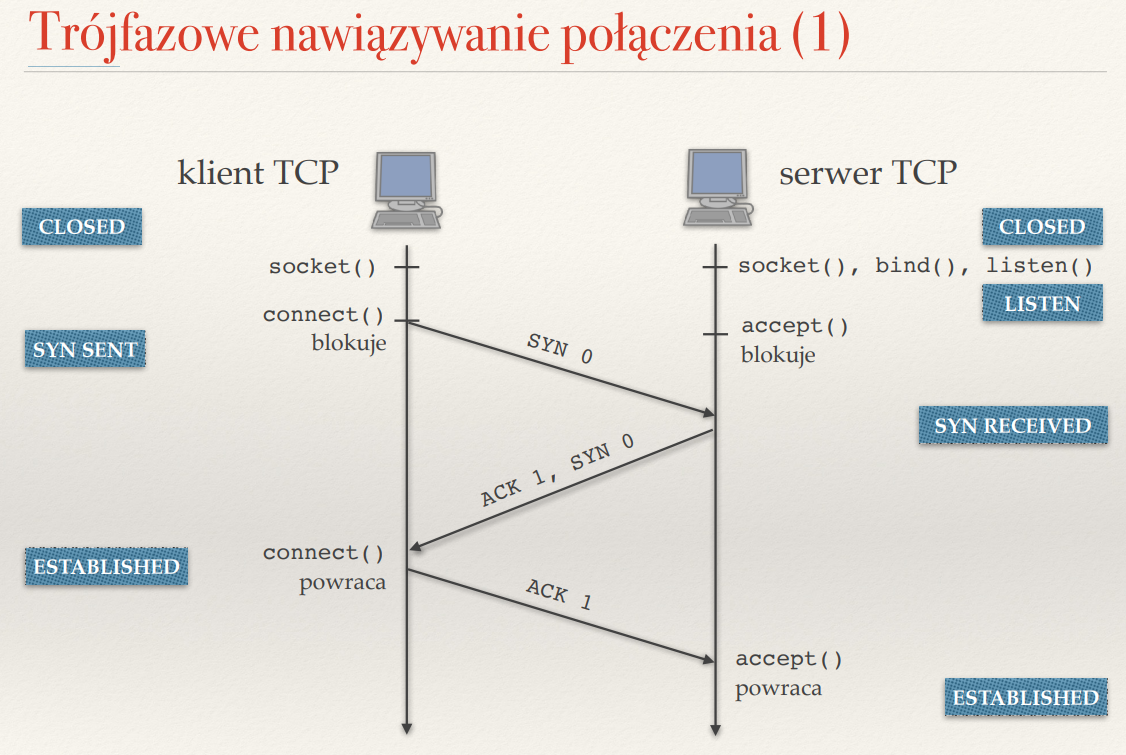 Trójfazowe nawiązywanie połączenia (1)
klient TCP
serwer TCP
CLOSED
CLOSED
socket()
socket(), bind(), listen()
LISTEN
connect()
blokuje
accept()
blokuje
SYN SENT
SYN 0
SYN RECEIVED
ACK 1, SYN 0
connect()
powraca
ESTABLISHED
ACK 1
accept()
powraca
ESTABLISHED